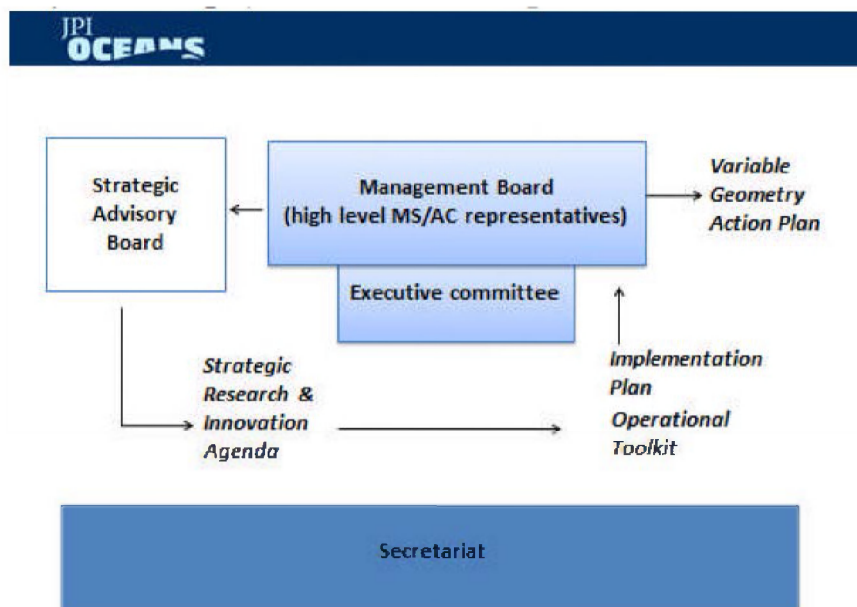 JPI
OCEANS
Strategic
Advisory
Board
Management Board
(high level MS/AC representatives)
Executive committee
Variable
Geometry
Action Plan
Strategic
Research &
Innovation
Agenda
Implementation
Plan
Operational
Toolkit
Secretariat